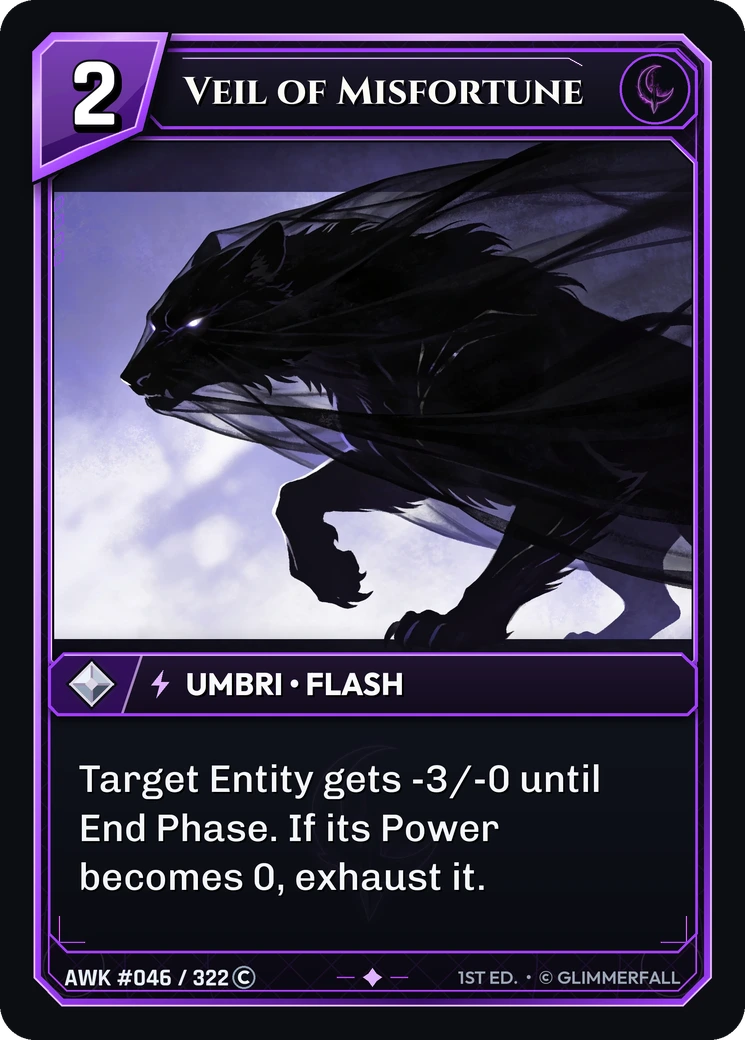 2
VEIL OF MISFORTUNE
UMBRI • FLASH
Target Entity gets -3/-0 until
End Phase. If its Power
becomes 0, exhaust it.
AWK #046 / 322 Ⓒ
1ST ED. • © GLIMMERFALL